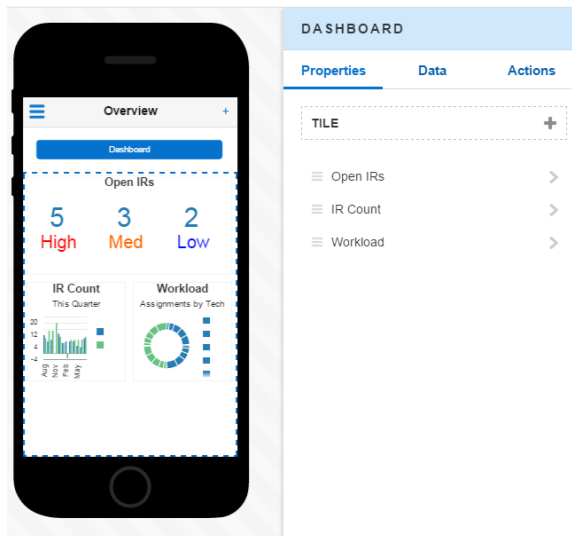 DASHBOARD
Properties Data Actions
TILE +
Open IRs
IR Count
Workload
Overview +
Dashboard
Open IRs
5 3 2
High Med Low
IR Count
This Quarter
20
12
4
-4
Aug Nov Feb May
Workload
Assignments by Tech